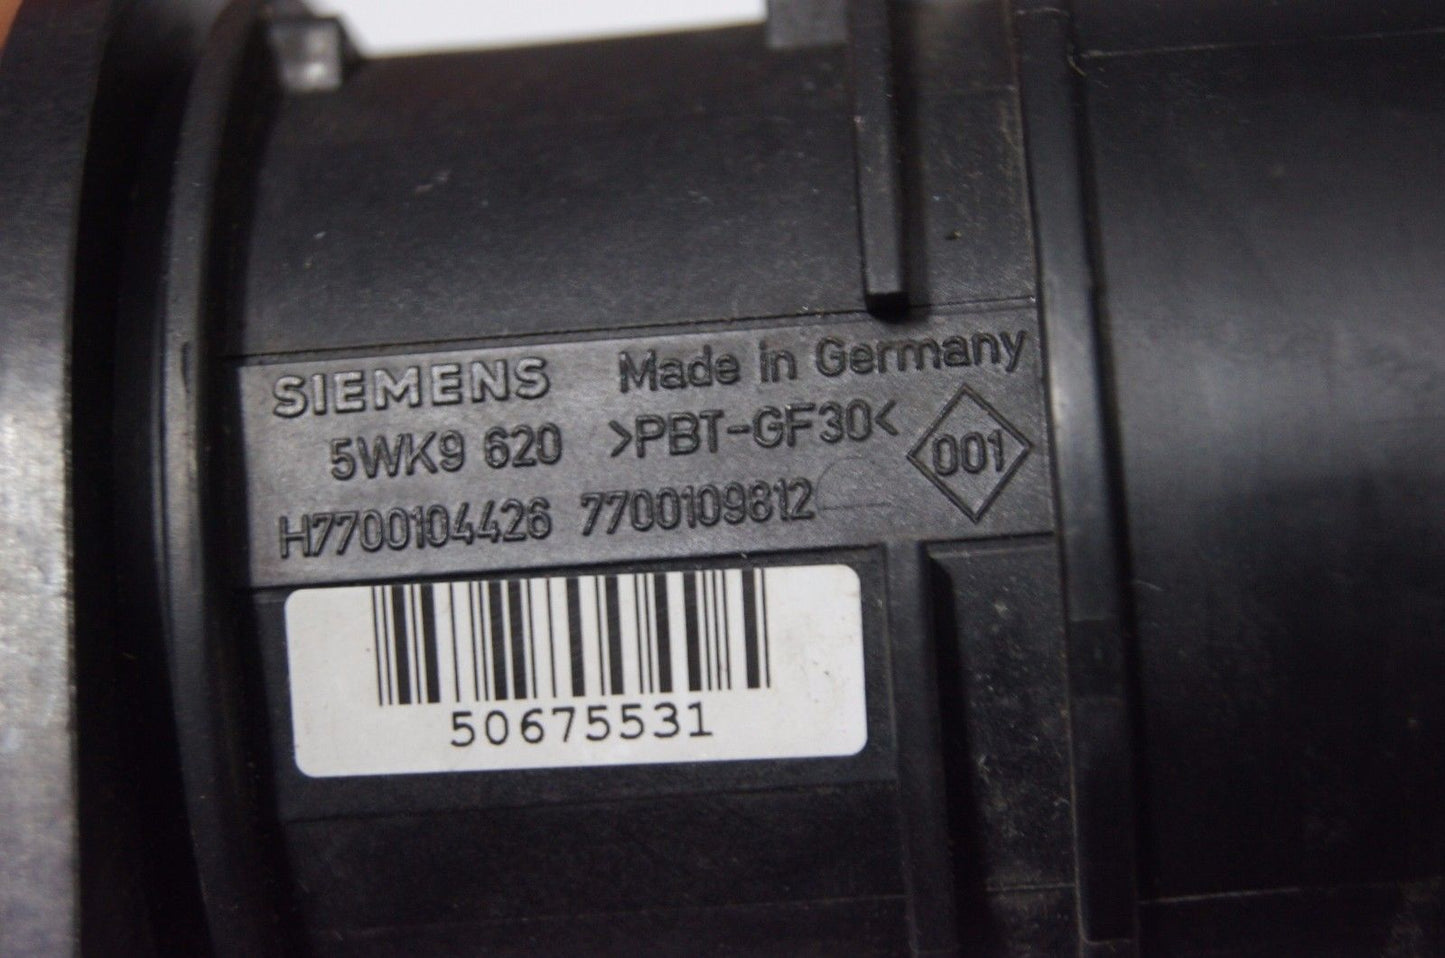 SIEMENS Made in Germany
5WK9 620 >PBT-GF30< 001
H7700104426 7700109812
50675531